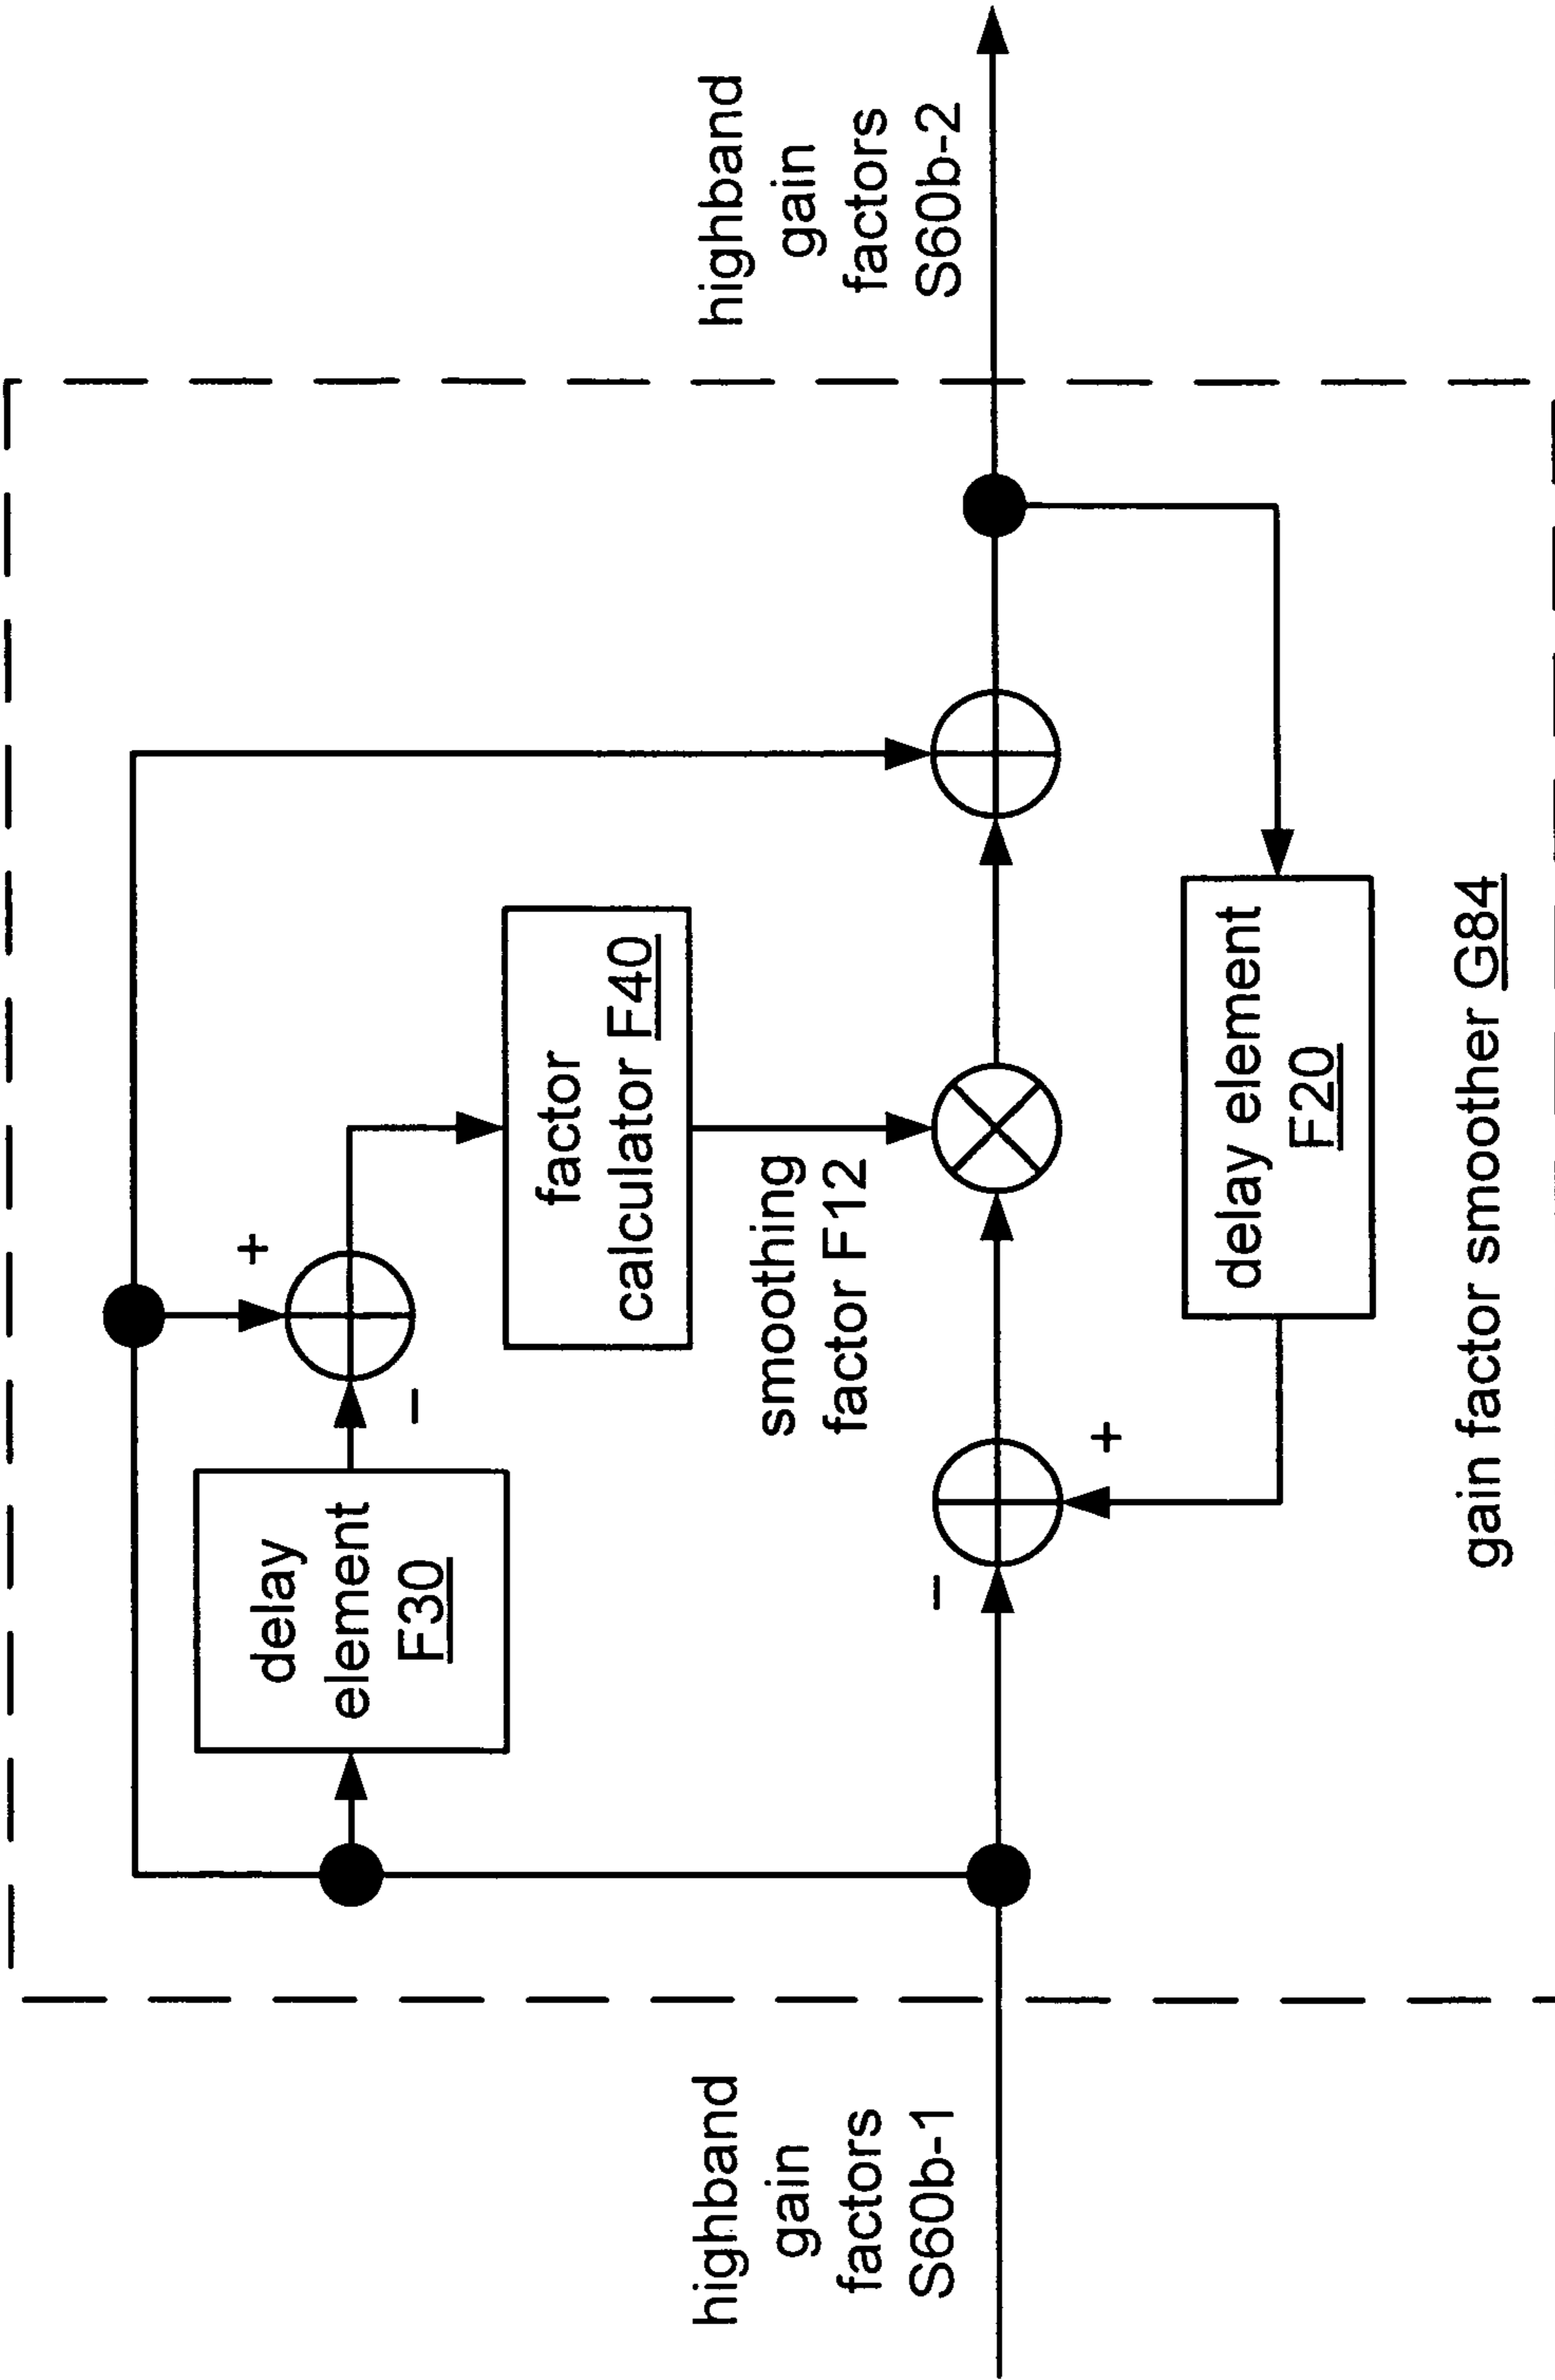 highband
gain
factors
S60b-1
delay
element
F30
+
−
factor
calculator F40
smoothing
factor F12
−
+
delay element
F20
highband
gain
factors
S60b-2
gain factor smoother G84